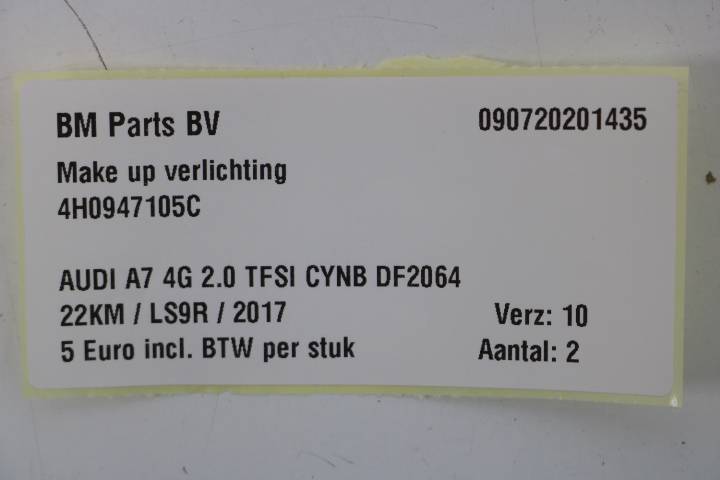 BM Parts BV 090720201435
Make up verlichting
4H0947105C
AUDI A7 4G 2.0 TFSI CYNB DF2064
22KM / LS9R / 2017 Verz: 10
5 Euro incl. BTW per stuk Aantal: 2